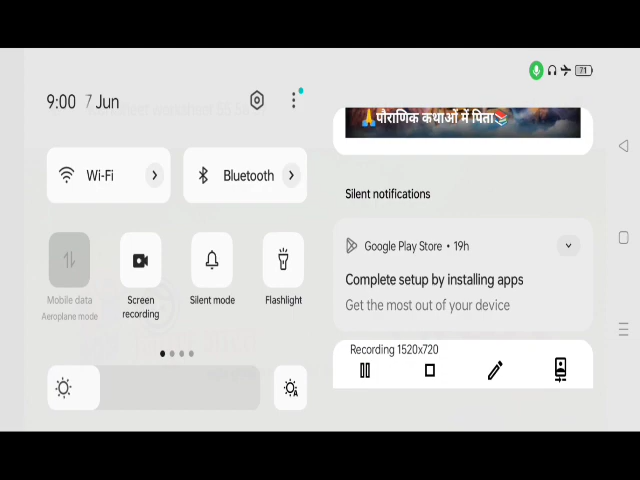 71
9:00 7 Jun
🙏पौराणिक कथाओं में पिता📚
Wi-Fi
Bluetooth
Silent notifications
Google Play Store • 19h
Complete setup by installing apps
Get the most out of your device
Mobile data
Aeroplane mode
Screen recording
Silent mode
Flashlight
Recording 1520x720